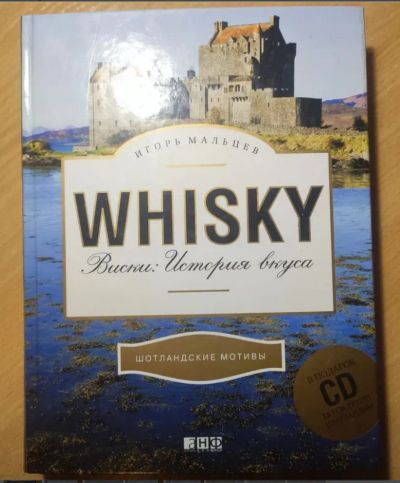 ИГОРЬ МАЛЬЦЕВ
WHISKY
Виски: История вкуса
ШОТЛАНДСКИЕ МОТИВЫ
В ПОДАРОК
CD
анф